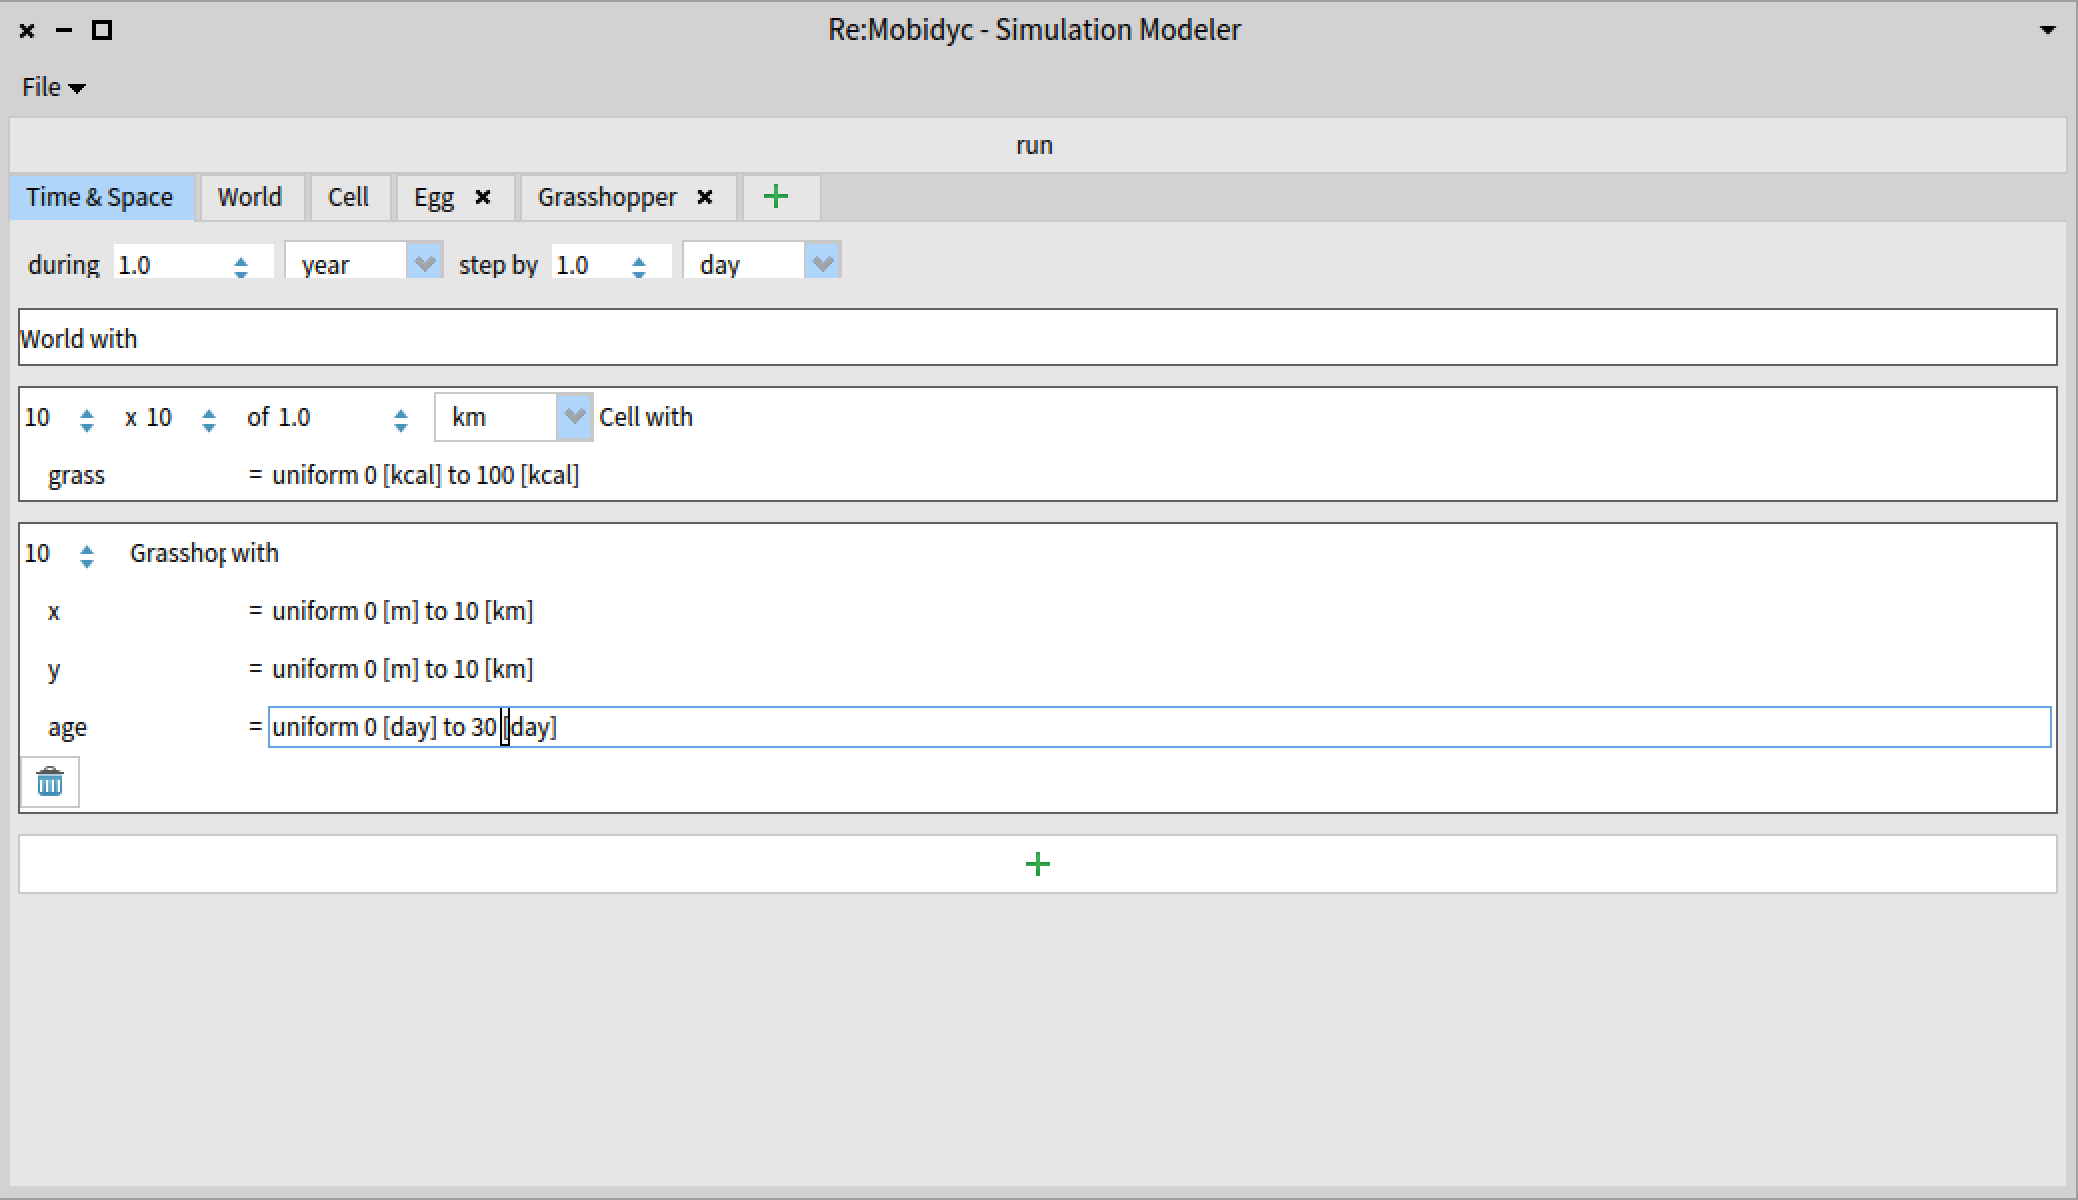 Re:Mobidyc - Simulation Modeler
File
run
Time & Space World Cell Egg Grasshopper
during 1.0 year step by 1.0 day
World with
10 x 10 of 1.0 km Cell with
grass = uniform 0 [kcal] to 100 [kcal]
10 Grasshop with
x = uniform 0 [m] to 10 [km]
y = uniform 0 [m] to 10 [km]
age = uniform 0 [day] to 30 [day]